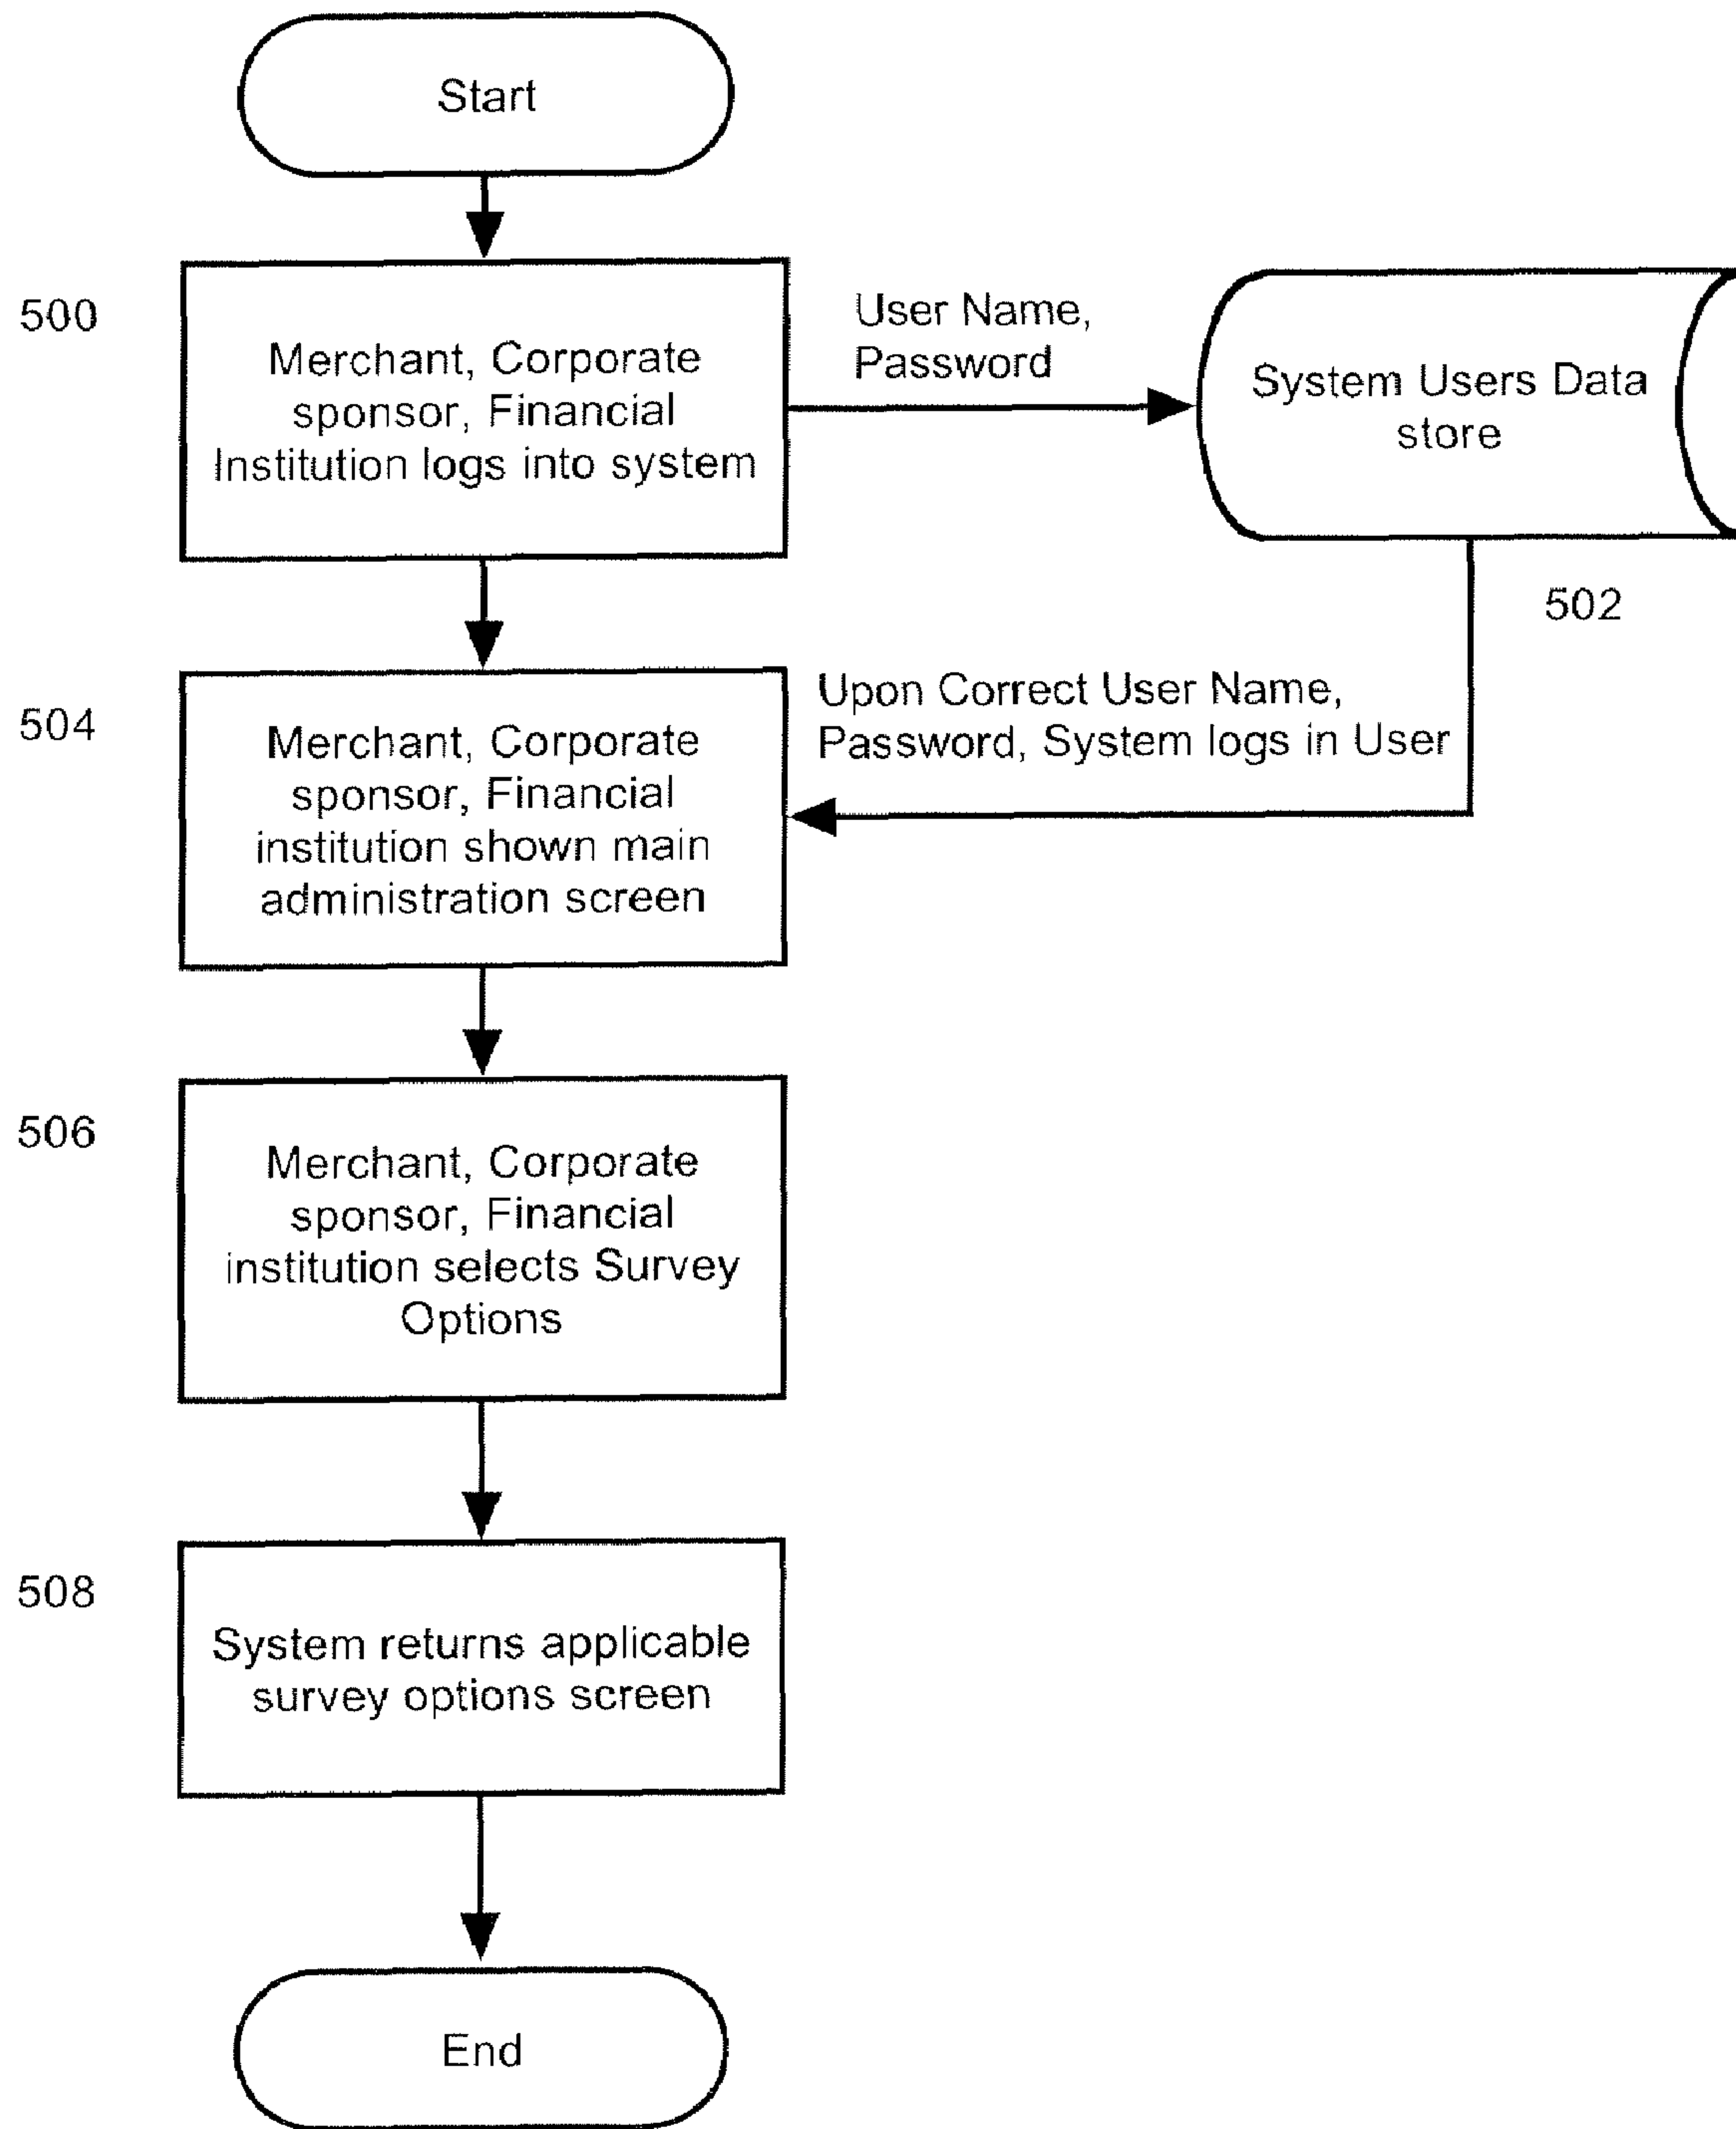 Start
500
Merchant, Corporate
sponsor, Financial
Institution logs into system
User Name,
Password
System Users Data
store
502
504
Merchant, Corporate
sponsor, Financial
institution shown main
administration screen
Upon Correct User Name,
Password, System logs in User
506
Merchant, Corporate
sponsor, Financial
institution selects Survey
Options
508
System returns applicable
survey options screen
End